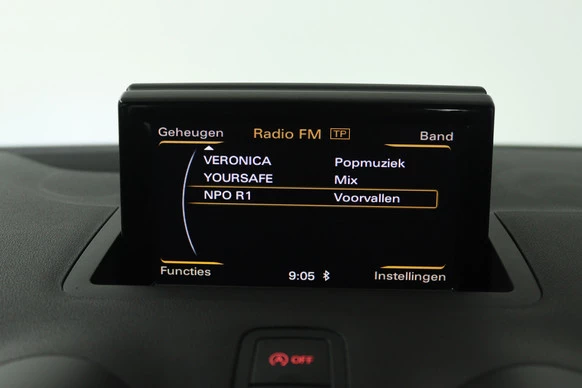 Geheugen Radio FM TP Band
VERONICA Popmuziek
YOURSAFE Mix
NPO R1 Voorvallen
Functies 9:05 Instellingen
A OFF